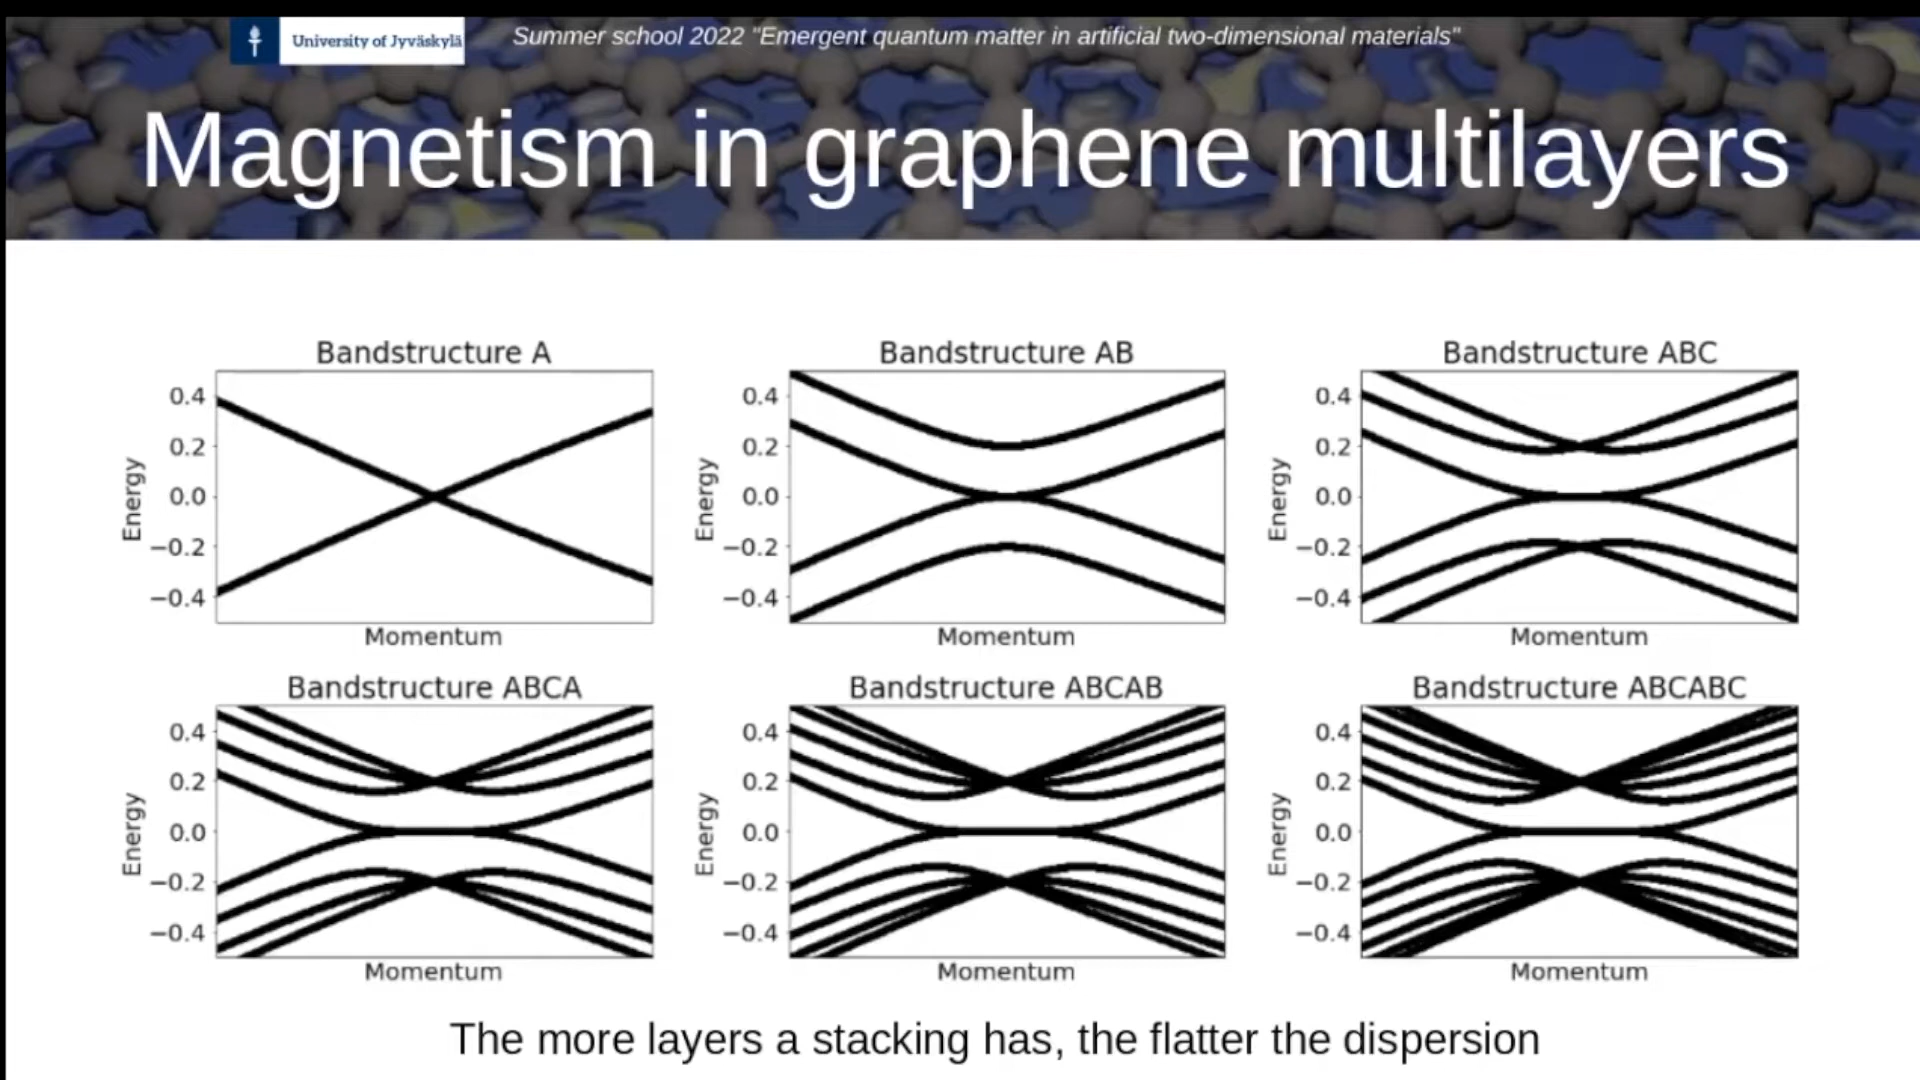 University of Jyväskylä
Summer school 2022 "Emergent quantum matter in artificial two-dimensional materials"
Magnetism in graphene multilayers
Bandstructure A
0.4
0.2
0.0
−0.2
−0.4
Energy
Momentum
Bandstructure AB
0.4
0.2
0.0
−0.2
−0.4
Energy
Momentum
Bandstructure ABC
0.4
0.2
0.0
−0.2
−0.4
Energy
Momentum
Bandstructure ABCA
0.4
0.2
0.0
−0.2
−0.4
Energy
Momentum
Bandstructure ABCAB
0.4
0.2
0.0
−0.2
−0.4
Energy
Momentum
Bandstructure ABCABC
0.4
0.2
0.0
−0.2
−0.4
Energy
Momentum
The more layers a stacking has, the flatter the dispersion